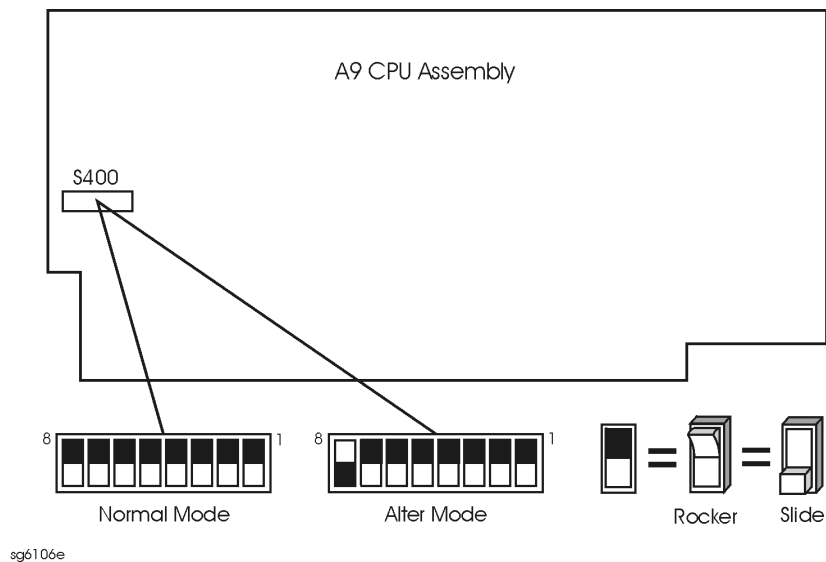 A9 CPU Assembly
S400
8 1
8 1
Normal Mode
Alter Mode
Rocker
Slide
sg6106e